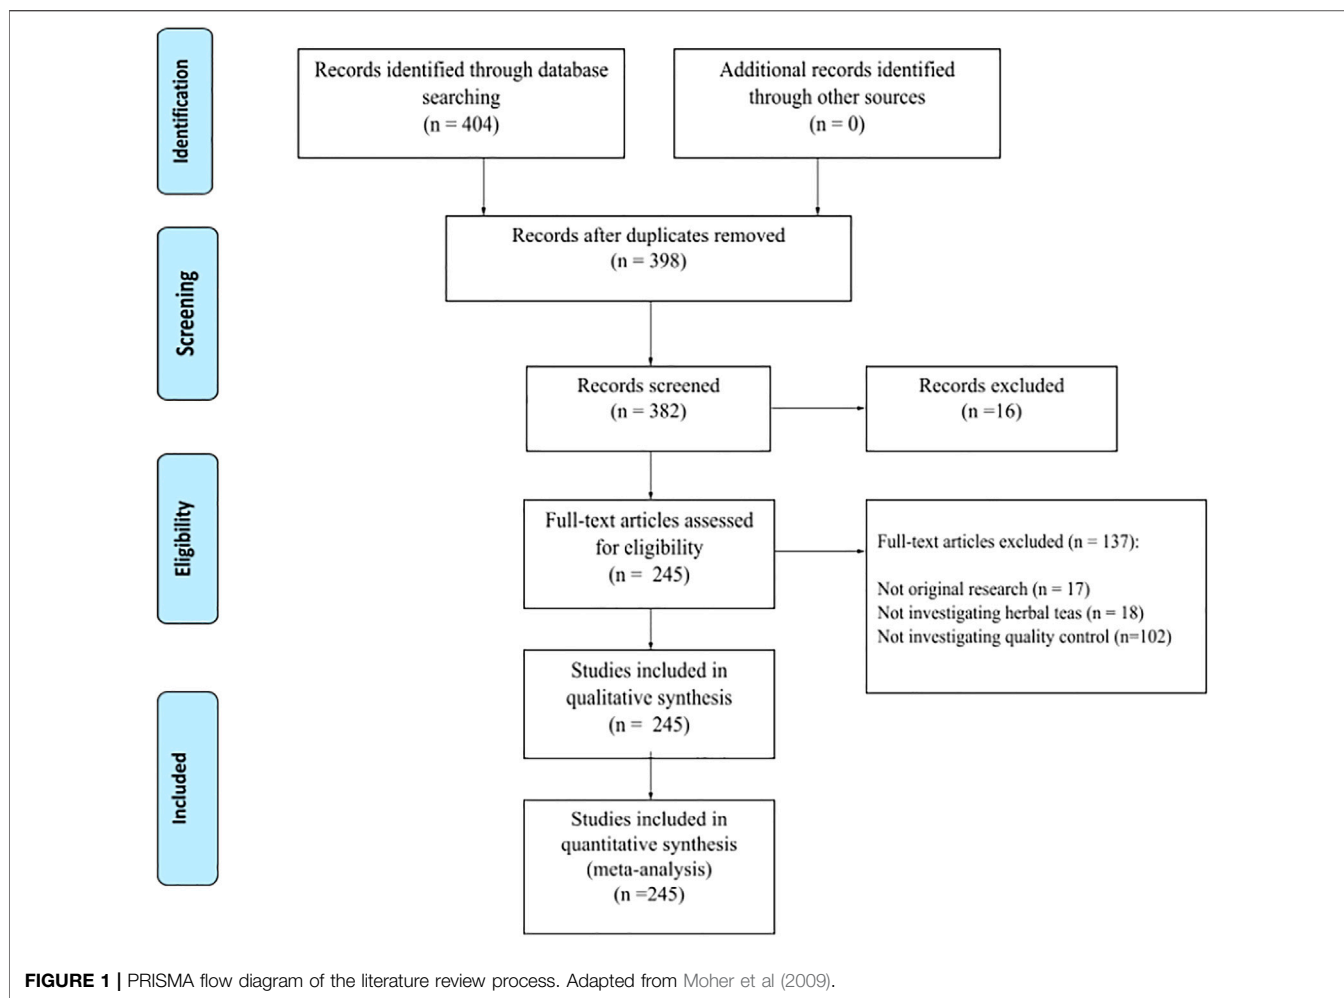 Identification
Records identified through database
searching
(n = 404)
Additional records identified
through other sources
(n = 0)
Screening
Records after duplicates removed
(n = 398)
Records screened
(n = 382)
Records excluded
(n =16)
Eligibility
Full-text articles assessed
for eligibility
(n = 245)
Full-text articles excluded (n = 137):
Not original research (n = 17)
Not investigating herbal teas (n = 18)
Not investigating quality control (n=102)
Included
Studies included in
qualitative synthesis
(n = 245)
Studies included in
quantitative synthesis
(meta-analysis)
(n =245)
FIGURE 1 | PRISMA flow diagram of the literature review process. Adapted from Moher et al (2009).